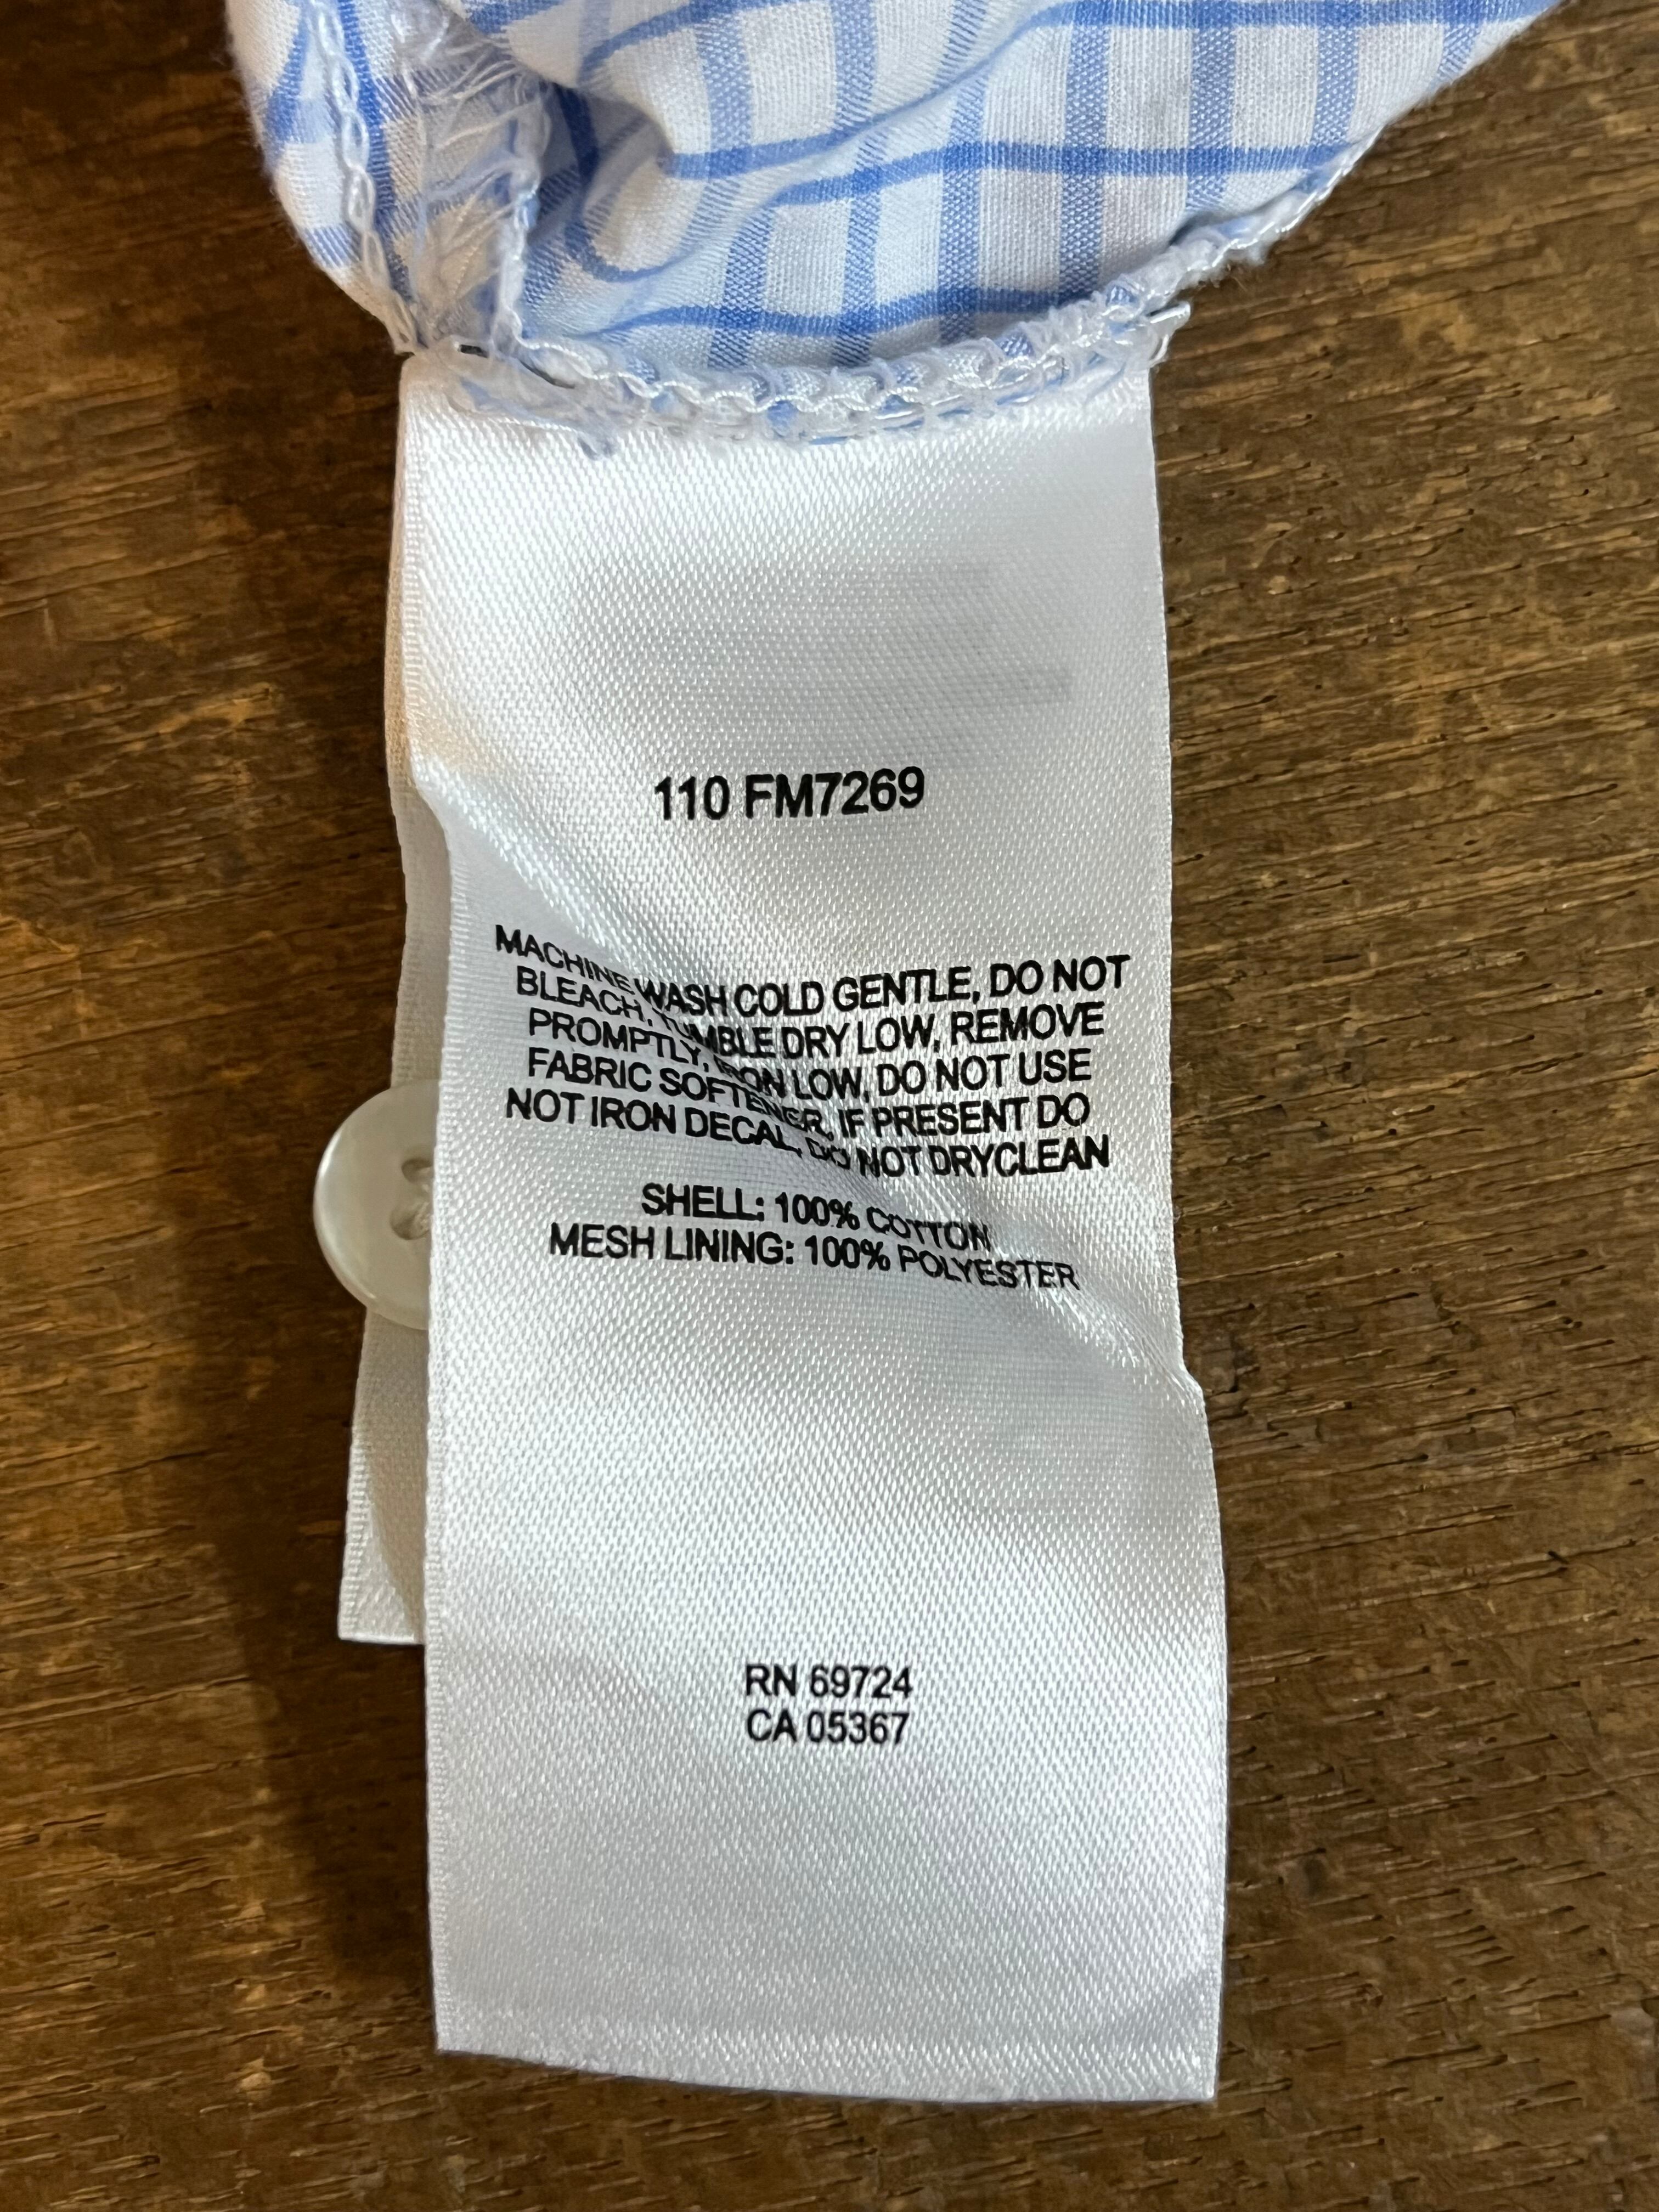 110 FM7269
MACHINE WASH COLD GENTLE, DO NOT
BLEACH, TUMBLE DRY LOW, REMOVE
PROMPTLY, IRON LOW, DO NOT USE
FABRIC SOFTENER, IF PRESENT DO
NOT IRON DECAL, DO NOT DRYCLEAN
SHELL: 100% COTTON
MESH LINING: 100% POLYESTER
RN 69724
CA 05367